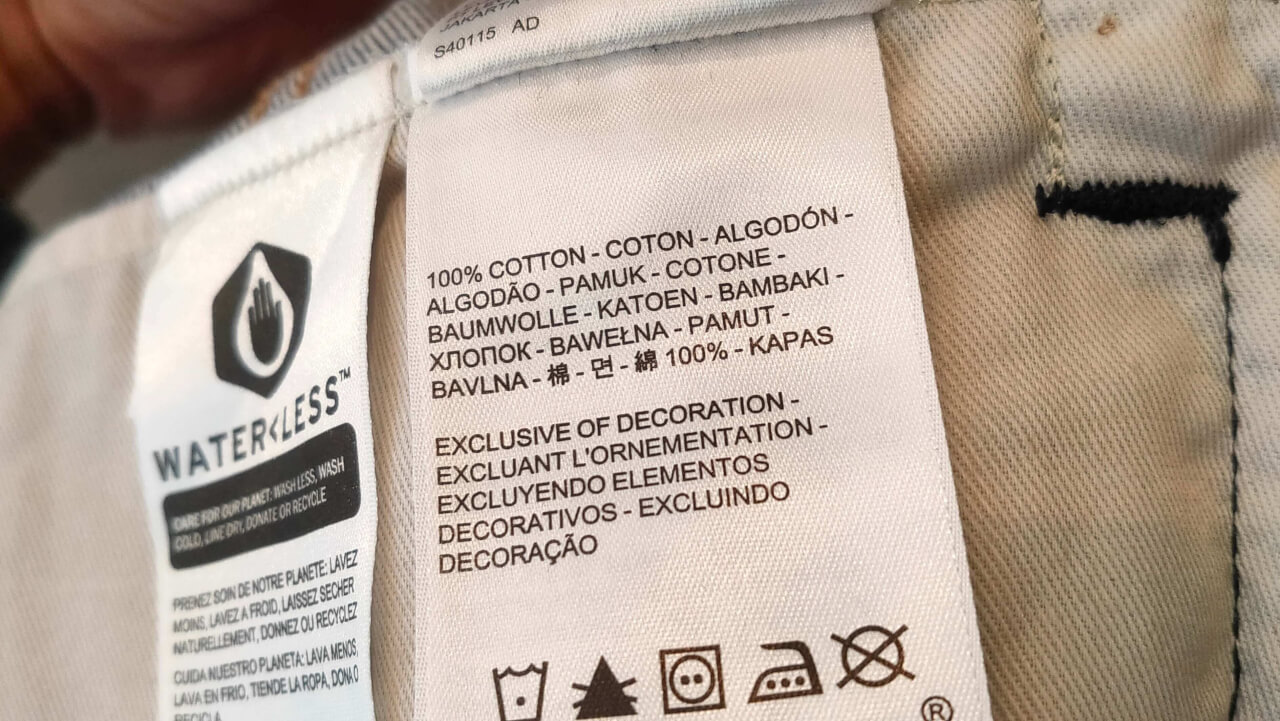 JAKARTA
S40115 AD
WATER<LESS™
CARE FOR OUR PLANET: WASH LESS, WASH
COLD, LINE DRY, DONATE OR RECYCLE
PRENEZ SOIN DE NOTRE PLANETE: LAVEZ
MOINS, LAVEZ A FROID, LAISSEZ SECHER
NATURELLEMENT, DONNEZ OU RECYCLEZ
CUIDA NUESTRO PLANETA: LAVA MENOS,
LAVA EN FRIO, TIENDE LA ROPA, DONA O
RECICLA
100% COTTON - COTON - ALGODÓN -
ALGODÃO - PAMUK - COTONE -
BAUMWOLLE - KATOEN - BAMBAKI -
ХЛОПОК - BAWEŁNA - PAMUT -
BAVLNA - 棉 - 면 - 綿 100% - KAPAS
EXCLUSIVE OF DECORATION -
EXCLUANT L'ORNEMENTATION -
EXCLUYENDO ELEMENTOS
DECORATIVOS - EXCLUINDO
DECORAÇÃO
®